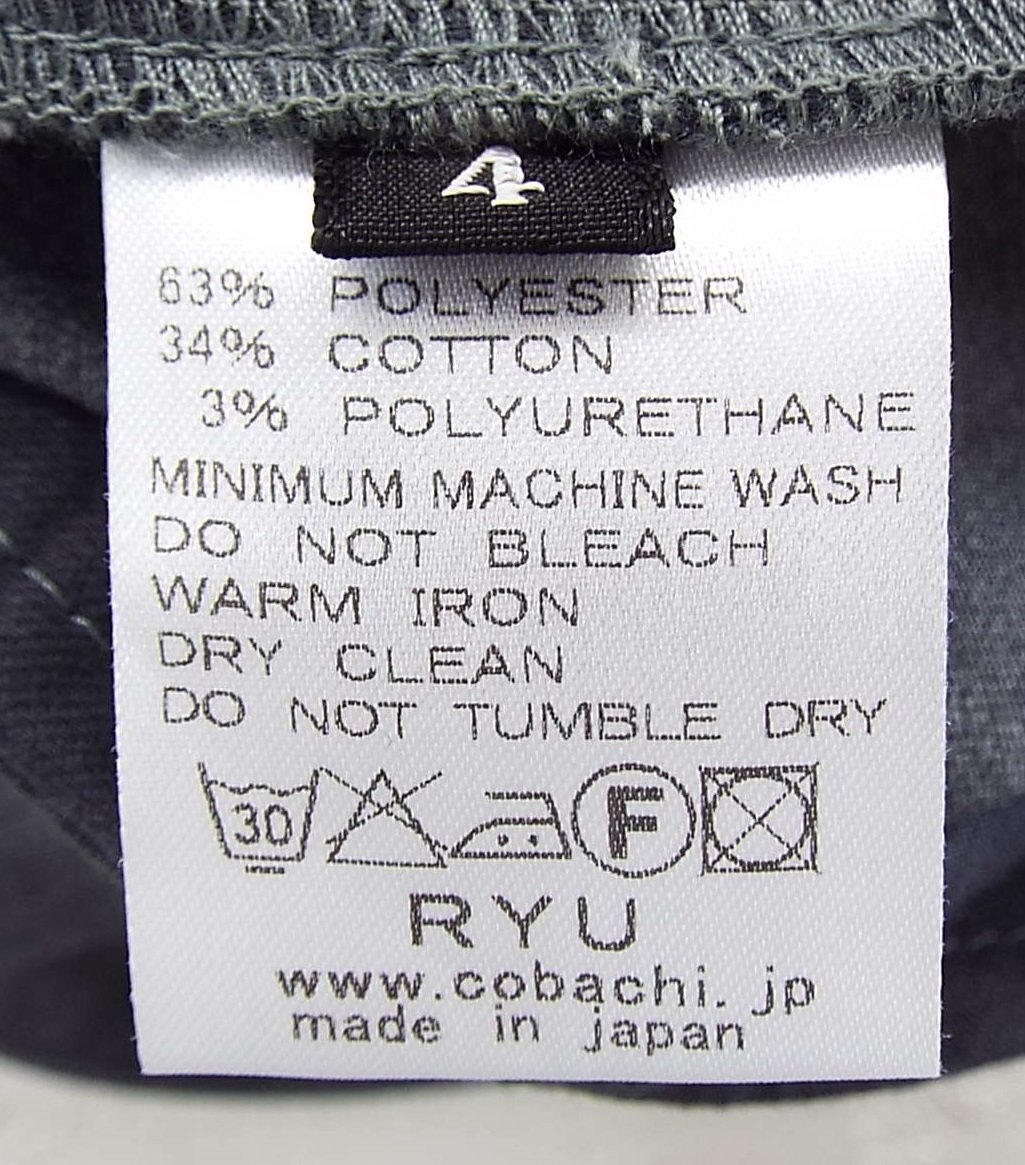 4
63% POLYESTER
34% COTTON
3% POLYURETHANE
MINIMUM MACHINE WASH
DO NOT BLEACH
WARM IRON
DRY CLEAN
DO NOT TUMBLE DRY
30 F
RYU
www.cobachi.jp
made in japan